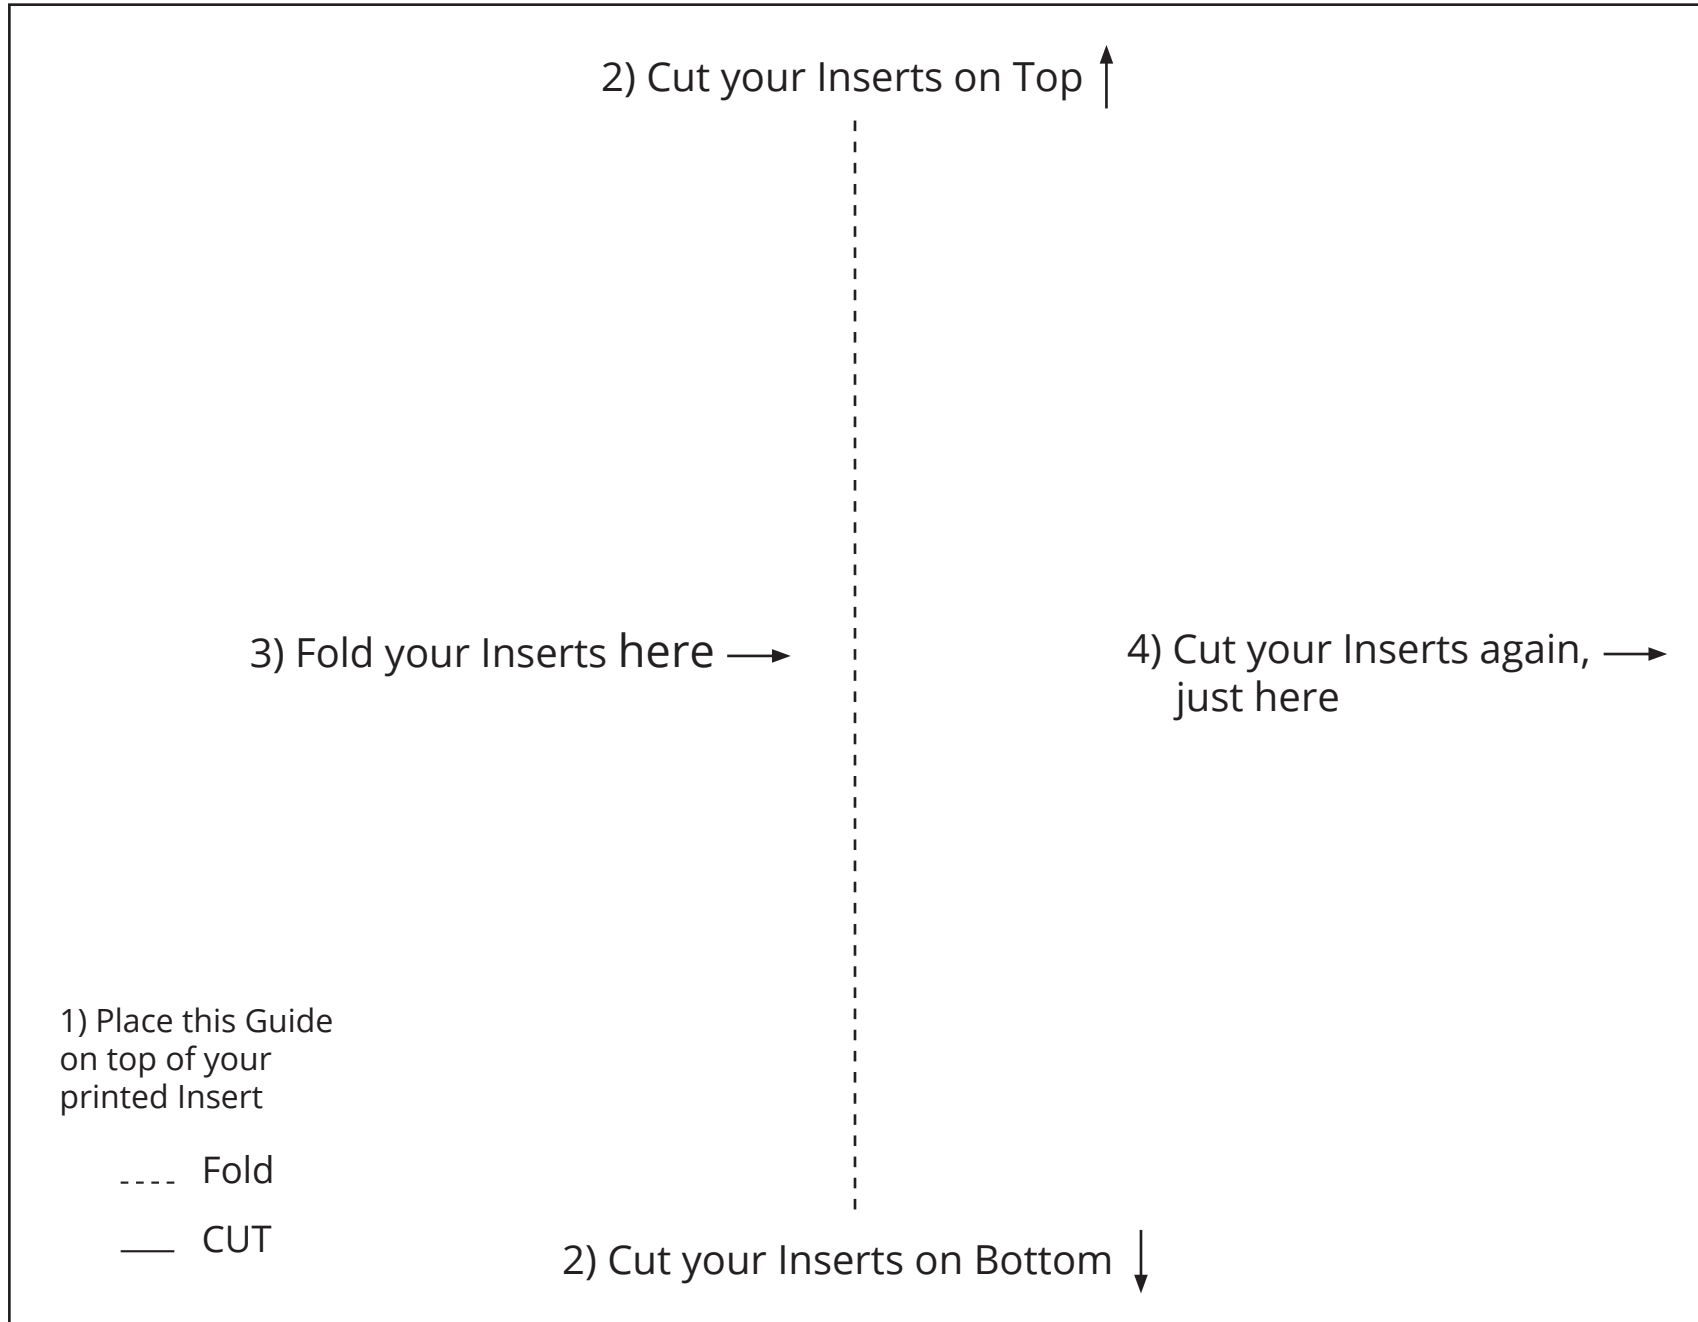 2) Cut your Inserts on Top
3) Fold your Inserts here
4) Cut your Inserts again,
just here
1) Place this Guide
on top of your
printed Insert
Fold
CUT
2) Cut your Inserts on Bottom